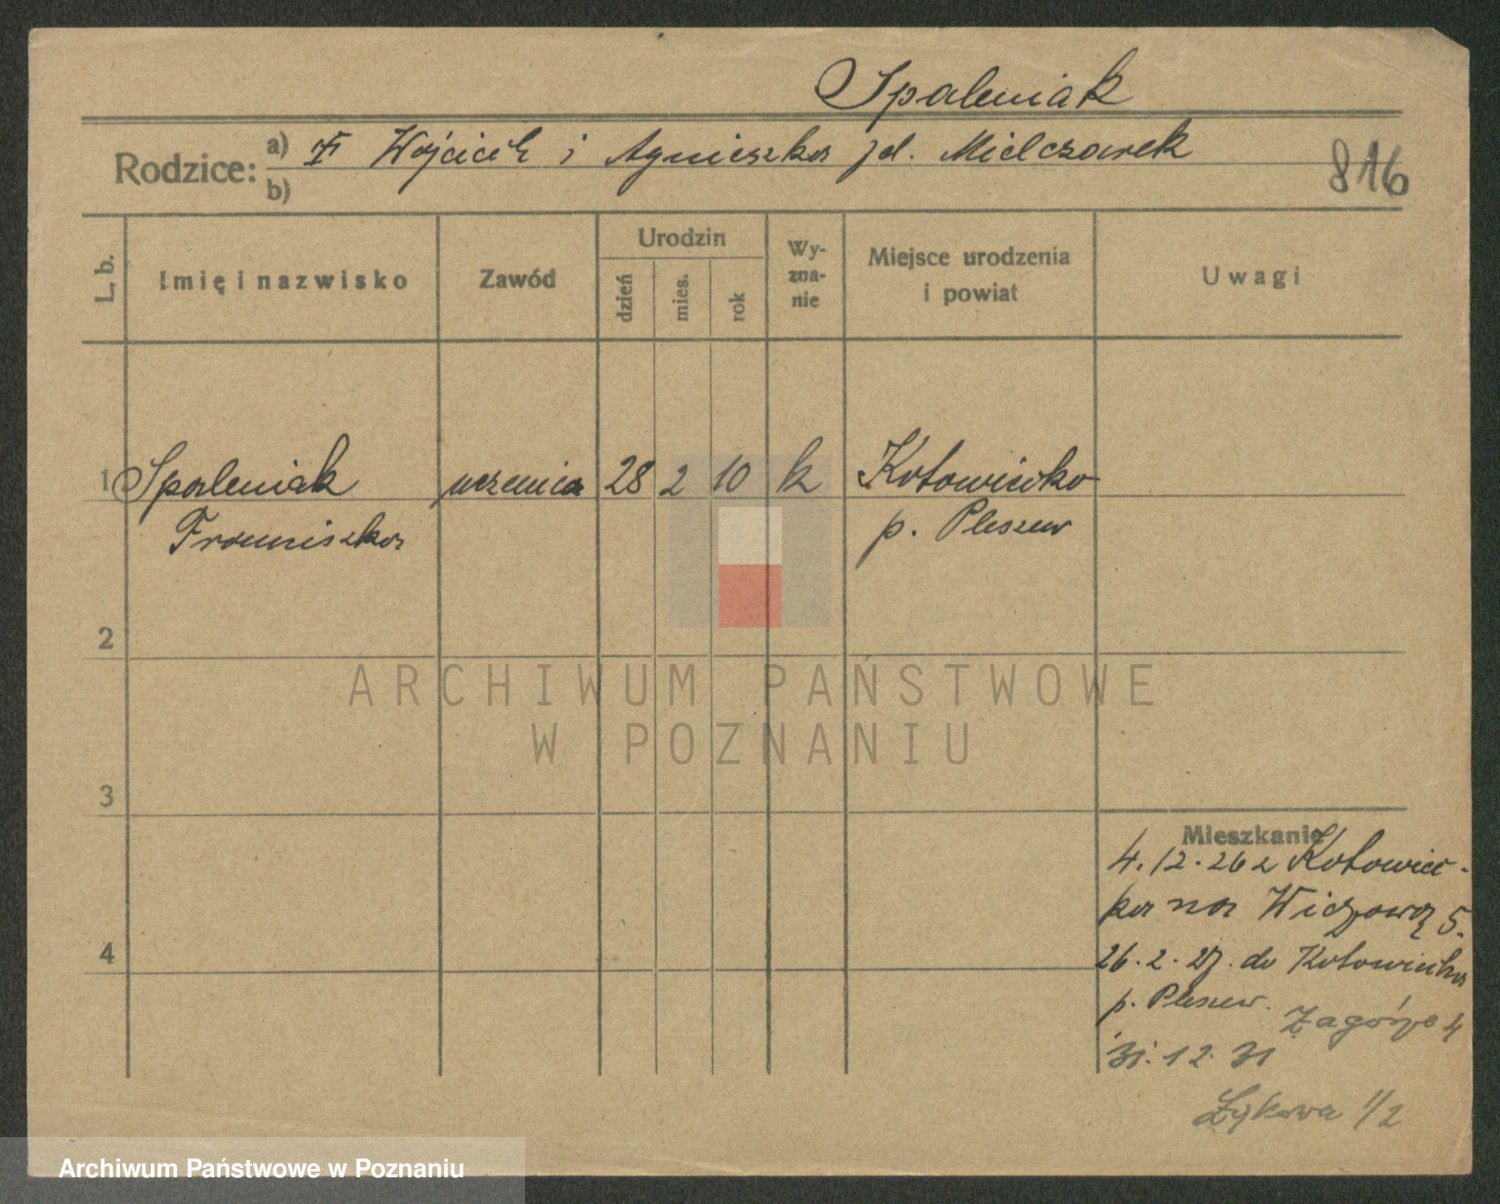 Spaleniak
Rodzice: a) Wojciech i Agnieszka zd. Mielczarek
b)
816
L. b.
Imię i nazwisko
Zawód
Urodzin
dzień
mies.
rok
Wy-
zna-
nie
Miejsce urodzenia
i powiat
Uwagi
1 Spaleniak uczenica 28 2 10 k Kotowiecko
Franciszka p. Pleszew
2
3
4
ARCHIWUM PAŃSTWOWE
W POZNANIU
Mieszkanie
4.12.26 z Kotowiec-
ka na 5.
26.2.27. do Kotowiecka
p. Pleszew.
Zagórze 4
31.12.31
Łąkowa 1/2
Archiwum Państwowe w Poznaniu